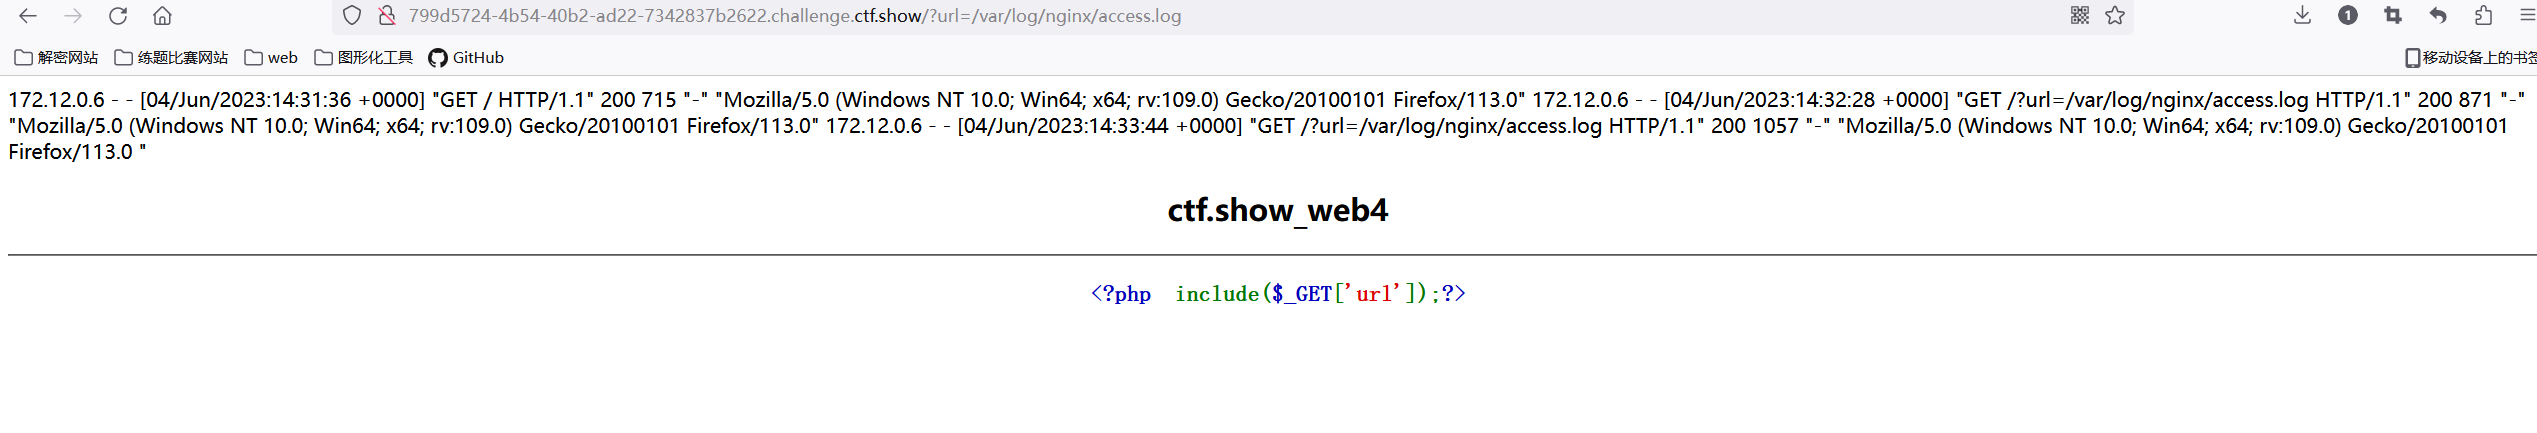 799d5724-4b54-40b2-ad22-7342837b2622.challenge.ctf.show/?url=/var/log/nginx/access.log
1
解密网站 练题比赛网站 web 图形化工具 GitHub 移动设备上的书签
172.12.0.6 - - [04/Jun/2023:14:31:36 +0000] "GET / HTTP/1.1" 200 715 "-" "Mozilla/5.0 (Windows NT 10.0; Win64; x64; rv:109.0) Gecko/20100101 Firefox/113.0" 172.12.0.6 - - [04/Jun/2023:14:32:28 +0000] "GET /?url=/var/log/nginx/access.log HTTP/1.1" 200 871 "-"
"Mozilla/5.0 (Windows NT 10.0; Win64; x64; rv:109.0) Gecko/20100101 Firefox/113.0" 172.12.0.6 - - [04/Jun/2023:14:33:44 +0000] "GET /?url=/var/log/nginx/access.log HTTP/1.1" 200 1057 "-" "Mozilla/5.0 (Windows NT 10.0; Win64; x64; rv:109.0) Gecko/20100101
Firefox/113.0 "
ctf.show_web4
<?php  include($_GET['url']);?>